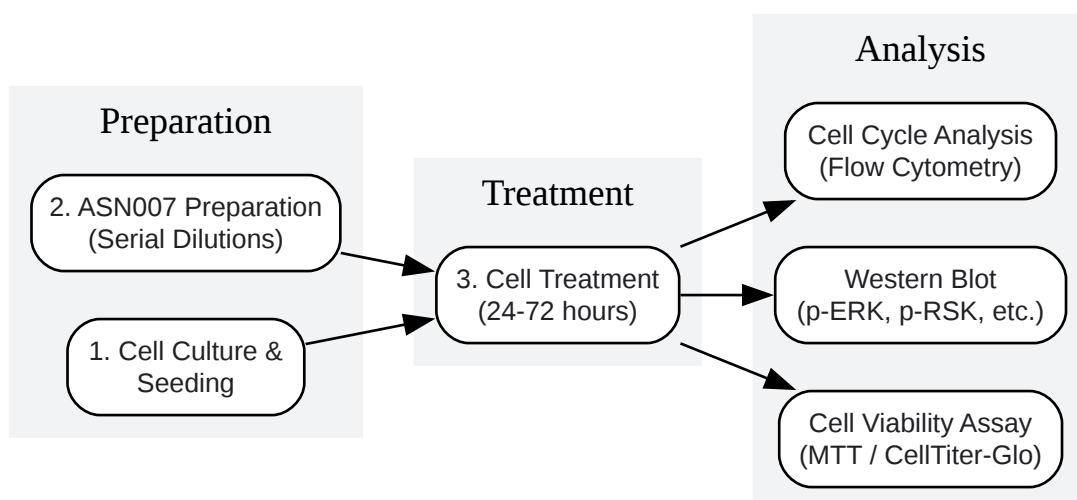 Preparation
2. ASN007 Preparation
(Serial Dilutions)
1. Cell Culture &
Seeding
Treatment
3. Cell Treatment
(24-72 hours)
Analysis
Cell Cycle Analysis
(Flow Cytometry)
Western Blot
(p-ERK, p-RSK, etc.)
Cell Viability Assay
(MTT / CellTiter-Glo)